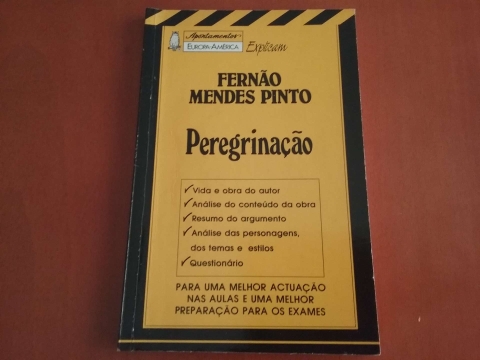 Apontamentos
EUROPA-AMÉRICA
Explicam
FERNÃO
MENDES PINTO
Peregrinação
✓Vida e obra do autor
✓Análise do conteúdo da obra
✓Resumo do argumento
✓Análise das personagens,
dos temas e estilos
✓Questionário
PARA UMA MELHOR ACTUAÇÃO
NAS AULAS E UMA MELHOR
PREPARAÇÃO PARA OS EXAMES